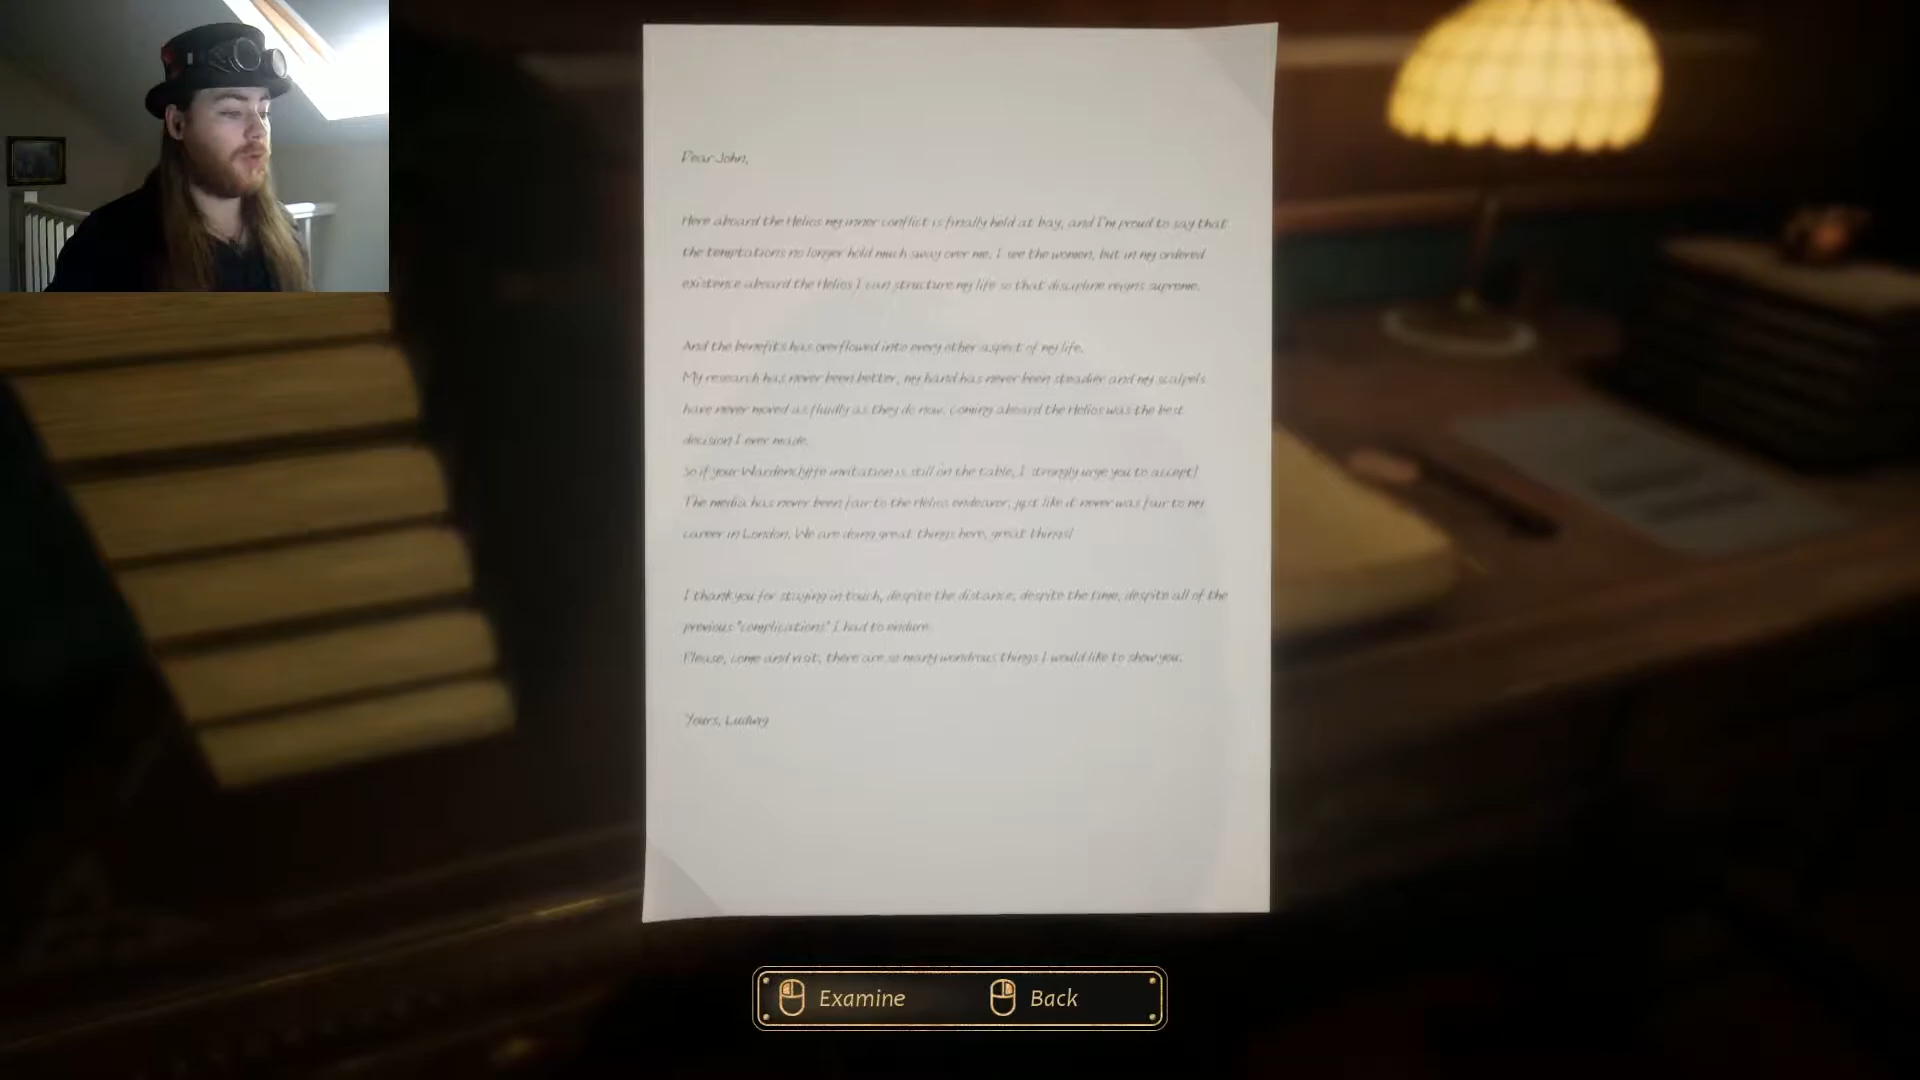 Dear John,
Here aboard the Helios my inner conflict is finally held at bay, and I'm proud to say that
the temptations no longer hold much sway over me. I see the women, but in my ordered
existence aboard the Helios I can structure my life so that discipline reigns supreme.
And the benefits has overflowed into every other aspect of my life.
My research has never been better, my hand has never been steadier and my scalpels
have never moved as fluidly as they do now. Coming aboard the Helios was the best
decision I ever made.
So if your Wardenclyffe invitation is still on the table, I strongly urge you to accept!
The media has never been fair to the Helios endeavor, just like it never was fair to my
career in London. We are doing great things here, great things!
I thank you for staying in touch, despite the distance, despite the time, despite all of the
previous "complications" I had to endure.
Please, come and visit, there are so many wondrous things I would like to show you.
Yours, Ludwig
Examine Back